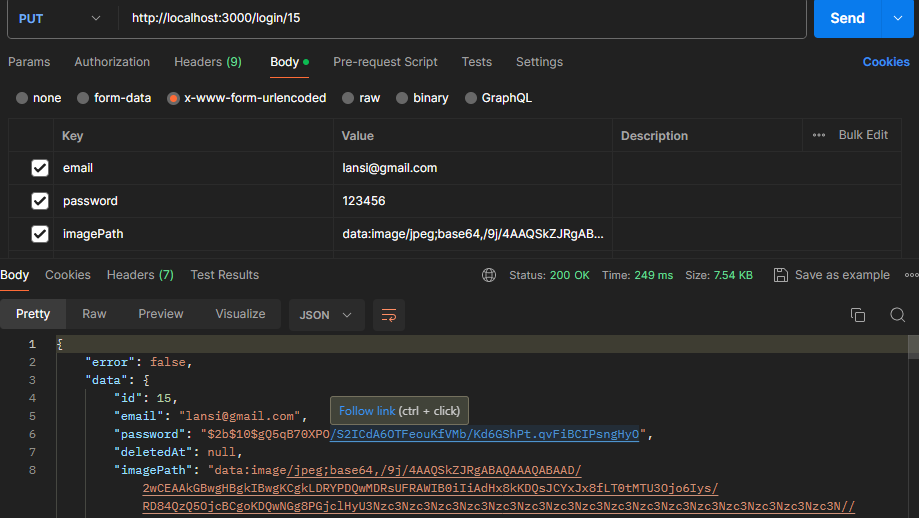 PUT http://localhost:3000/login/15 Send
Params Authorization Headers (9) Body Pre-request Script Tests Settings Cookies
none form-data x-www-form-urlencoded raw binary GraphQL
Key Value Description ••• Bulk Edit
email lansi@gmail.com
password 123456
imagePath data:image/jpeg;base64,/9j/4AAQSkZJRgAB...
Body Cookies Headers (7) Test Results Status: 200 OK Time: 249 ms Size: 7.54 KB Save as example
Pretty Raw Preview Visualize JSON
1 {
2 "error": false,
3 "data": {
4 "id": 15,
Follow link (ctrl + click)
5 "email": "lansi@gmail.com",
6 "password": "$2b$10$gQ5qB70XPO/S2ICdA6OTFeouKfVMb/Kd6GShPt.qvFiBCIPsngHyO",
7 "deletedAt": null,
8 "imagePath": "data:image/jpeg;base64,/9j/4AAQSkZJRgABAQAAAQABAAD/
2wCEAAkGBwgHBgkIBwgKCgkLDRYPDQwMDRsUFRAWIB0iIiAdHx8kKDQsJCYxJx8fLT0tMTU3Ojo6Iys/
RD84QzQ5OjcBCgoKDQwNGg8PGjclHyU3Nzc3Nzc3Nzc3Nzc3Nzc3Nzc3Nzc3Nzc3Nzc3Nzc3Nzc3Nzc3N//